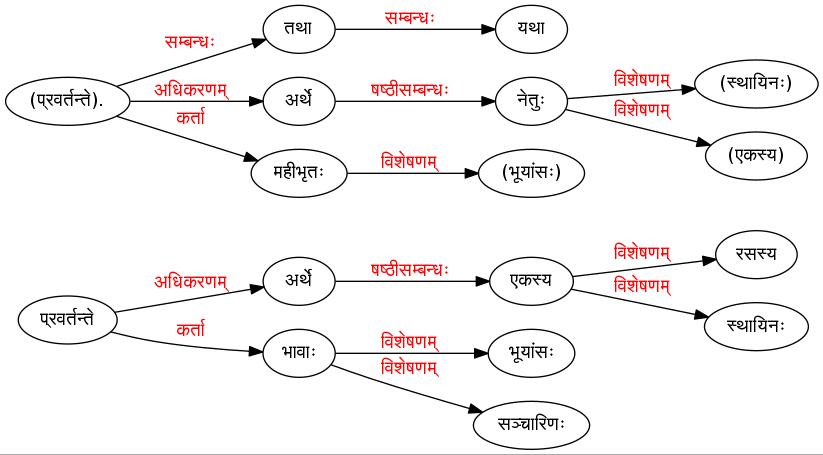 सम्बन्धः
तथा
सम्बन्धः
यथा
(प्रवर्तन्ते).
अधिकरणम्
अर्थे
षष्ठीसम्बन्धः
नेतुः
विशेषणम्
(स्थायिनः)
विशेषणम्
(एकस्य)
कर्ता
महीभृतः
विशेषणम्
(भूयांसः)
प्रवर्तन्ते
अधिकरणम्
अर्थे
षष्ठीसम्बन्धः
एकस्य
विशेषणम्
रसस्य
विशेषणम्
स्थायिनः
कर्ता
भावाः
विशेषणम्
भूयांसः
विशेषणम्
सञ्चारिणः